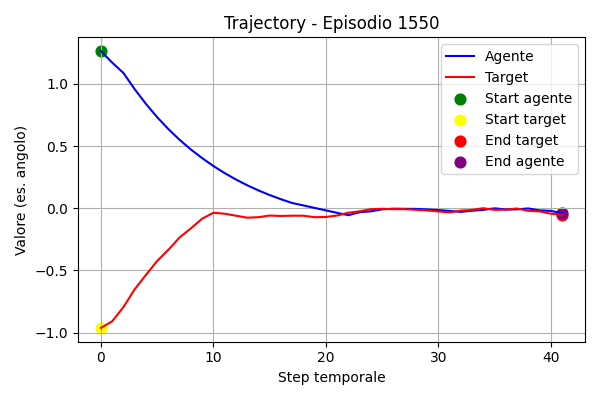 Trajectory - Episodio 1550
Valore (es. angolo)
1.0
0.5
0.0
−0.5
−1.0
0
10
20
30
40
Step temporale
Agente
Target
Start agente
Start target
End target
End agente